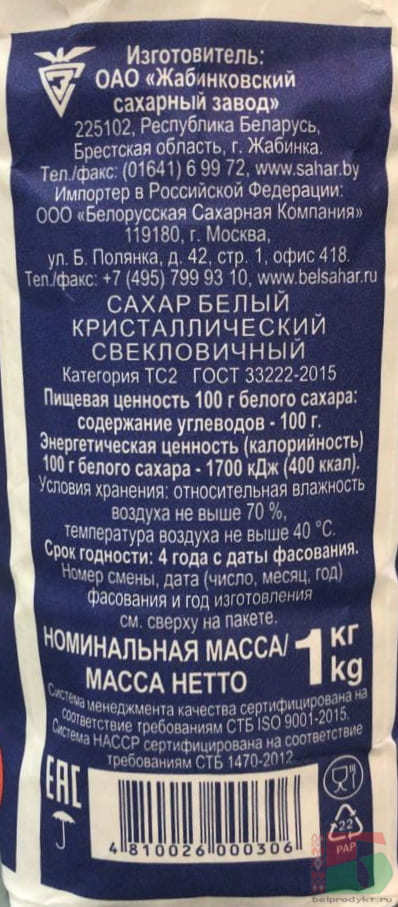 Изготовитель:
ОАО «Жабинковский
сахарный завод»
225102, Республика Беларусь,
Брестская область, г. Жабинка.
Тел./факс: (01641) 6 99 72, www.sahar.by
Импортер в Российской Федерации:
ООО «Белорусская Сахарная Компания»
119180, г. Москва,
ул. Б. Полянка, д. 42, стр. 1, офис 418.
Тел./факс: +7 (495) 799 93 10, www.belsahar.ru
САХАР БЕЛЫЙ
КРИСТАЛЛИЧЕСКИЙ
СВЕКЛОВИЧНЫЙ
Категория ТС2 ГОСТ 33222-2015
Пищевая ценность 100 г белого сахара:
содержание углеводов - 100 г.
Энергетическая ценность (калорийность)
100 г белого сахара - 1700 кДж (400 ккал).
Условия хранения: относительная влажность
воздуха не выше 70 %,
температура воздуха не выше 40 °С.
Срок годности: 4 года с даты фасования.
Номер смены, дата (число, месяц, год)
фасования и год изготовления
см. сверху на пакете.
НОМИНАЛЬНАЯ МАССА/
МАССА НЕТТО
1 кг
kg
Система менеджмента качества сертифицирована на
соответствие требованиям СТБ ISO 9001-2015.
Система НАССР сертифицирована на соответствие
требованиям СТБ 1470-2012
ЕАС
4 810026 000306
22
PAP
belprodykt.ru